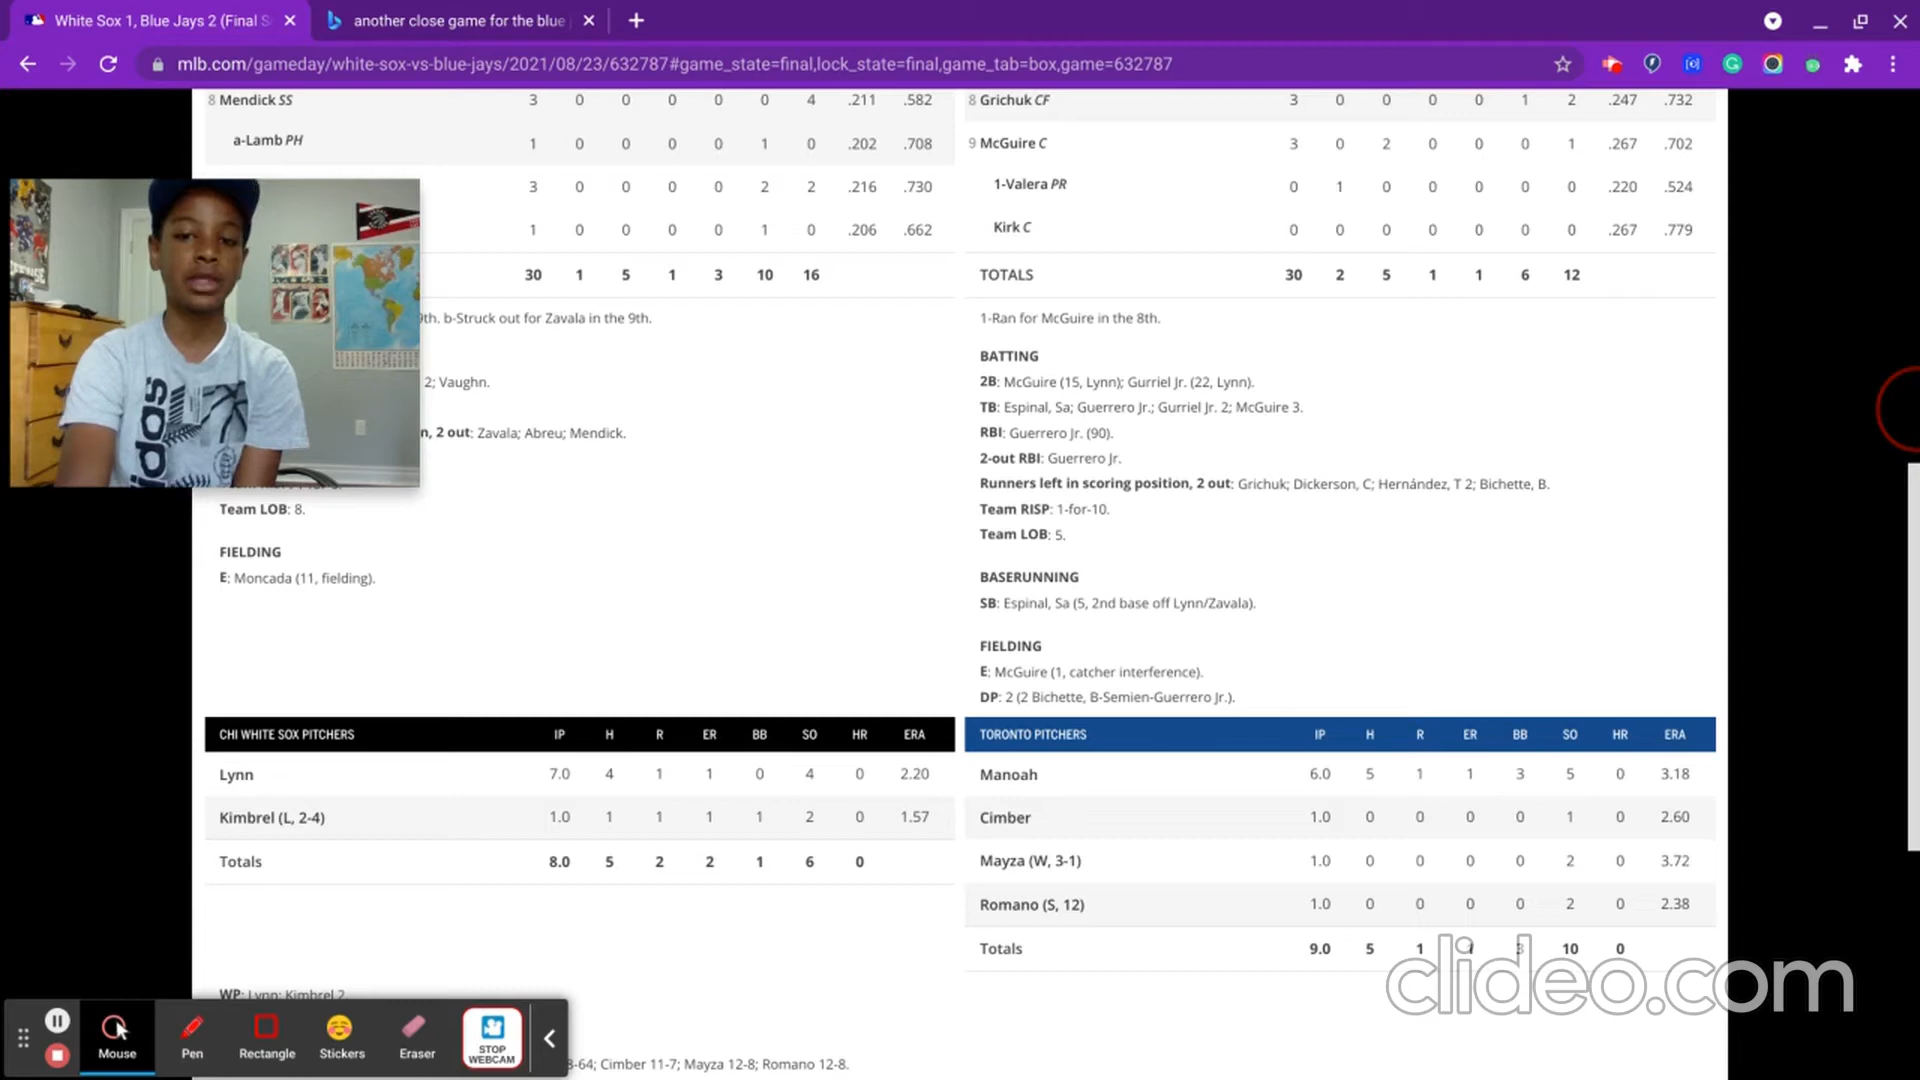 White Sox 1, Blue Jays 2 (Final S
another close game for the blue j
mlb.com/gameday/white-sox-vs-blue-jays/2021/08/23/632787#game_state=final,lock_state=final,game_tab=box,game=632787
8 Mendick SS 3 0 0 0 0 0 4 .211 .582
a-Lamb PH 1 0 0 0 0 1 0 .202 .708
3 0 0 0 0 2 2 .216 .730
1 0 0 0 0 1 0 .206 .662
30 1 5 1 3 10 16
9th. b-Struck out for Zavala in the 9th.
2; Vaughn.
n, 2 out: Zavala; Abreu; Mendick.
Team LOB: 8.
FIELDING
E: Moncada (11, fielding).
8 Grichuk CF 3 0 0 0 0 1 2 .247 .732
9 McGuire C 3 0 2 0 0 0 1 .267 .702
1-Valera PR 0 1 0 0 0 0 0 .220 .524
Kirk C 0 0 0 0 0 0 0 .267 .779
TOTALS 30 2 5 1 1 6 12
1-Ran for McGuire in the 8th.
BATTING
2B: McGuire (15, Lynn); Gurriel Jr. (22, Lynn).
TB: Espinal, Sa; Guerrero Jr.; Gurriel Jr. 2; McGuire 3.
RBI: Guerrero Jr. (90).
2-out RBI: Guerrero Jr.
Runners left in scoring position, 2 out: Grichuk; Dickerson, C; Hernández, T 2; Bichette, B.
Team RISP: 1-for-10.
Team LOB: 5.
BASERUNNING
SB: Espinal, Sa (5, 2nd base off Lynn/Zavala).
FIELDING
E: McGuire (1, catcher interference).
DP: 2 (2 Bichette, B-Semien-Guerrero Jr.).
CHI WHITE SOX PITCHERS IP H R ER BB SO HR ERA
Lynn 7.0 4 1 1 0 4 0 2.20
Kimbrel (L, 2-4) 1.0 1 1 1 1 2 0 1.57
Totals 8.0 5 2 2 1 6 0
TORONTO PITCHERS IP H R ER BB SO HR ERA
Manoah 6.0 5 1 1 3 5 0 3.18
Cimber 1.0 0 0 0 0 1 0 2.60
Mayza (W, 3-1) 1.0 0 0 0 0 2 0 3.72
Romano (S, 12) 1.0 0 0 0 0 2 0 2.38
Totals 9.0 5 1 1 3 10 0
WP: Lynn; Kimbrel 2.
3-64; Cimber 11-7; Mayza 12-8; Romano 12-8.
adidas
Mouse
Pen
Rectangle
Stickers
Eraser
STOP
WEBCAM
clideo.com